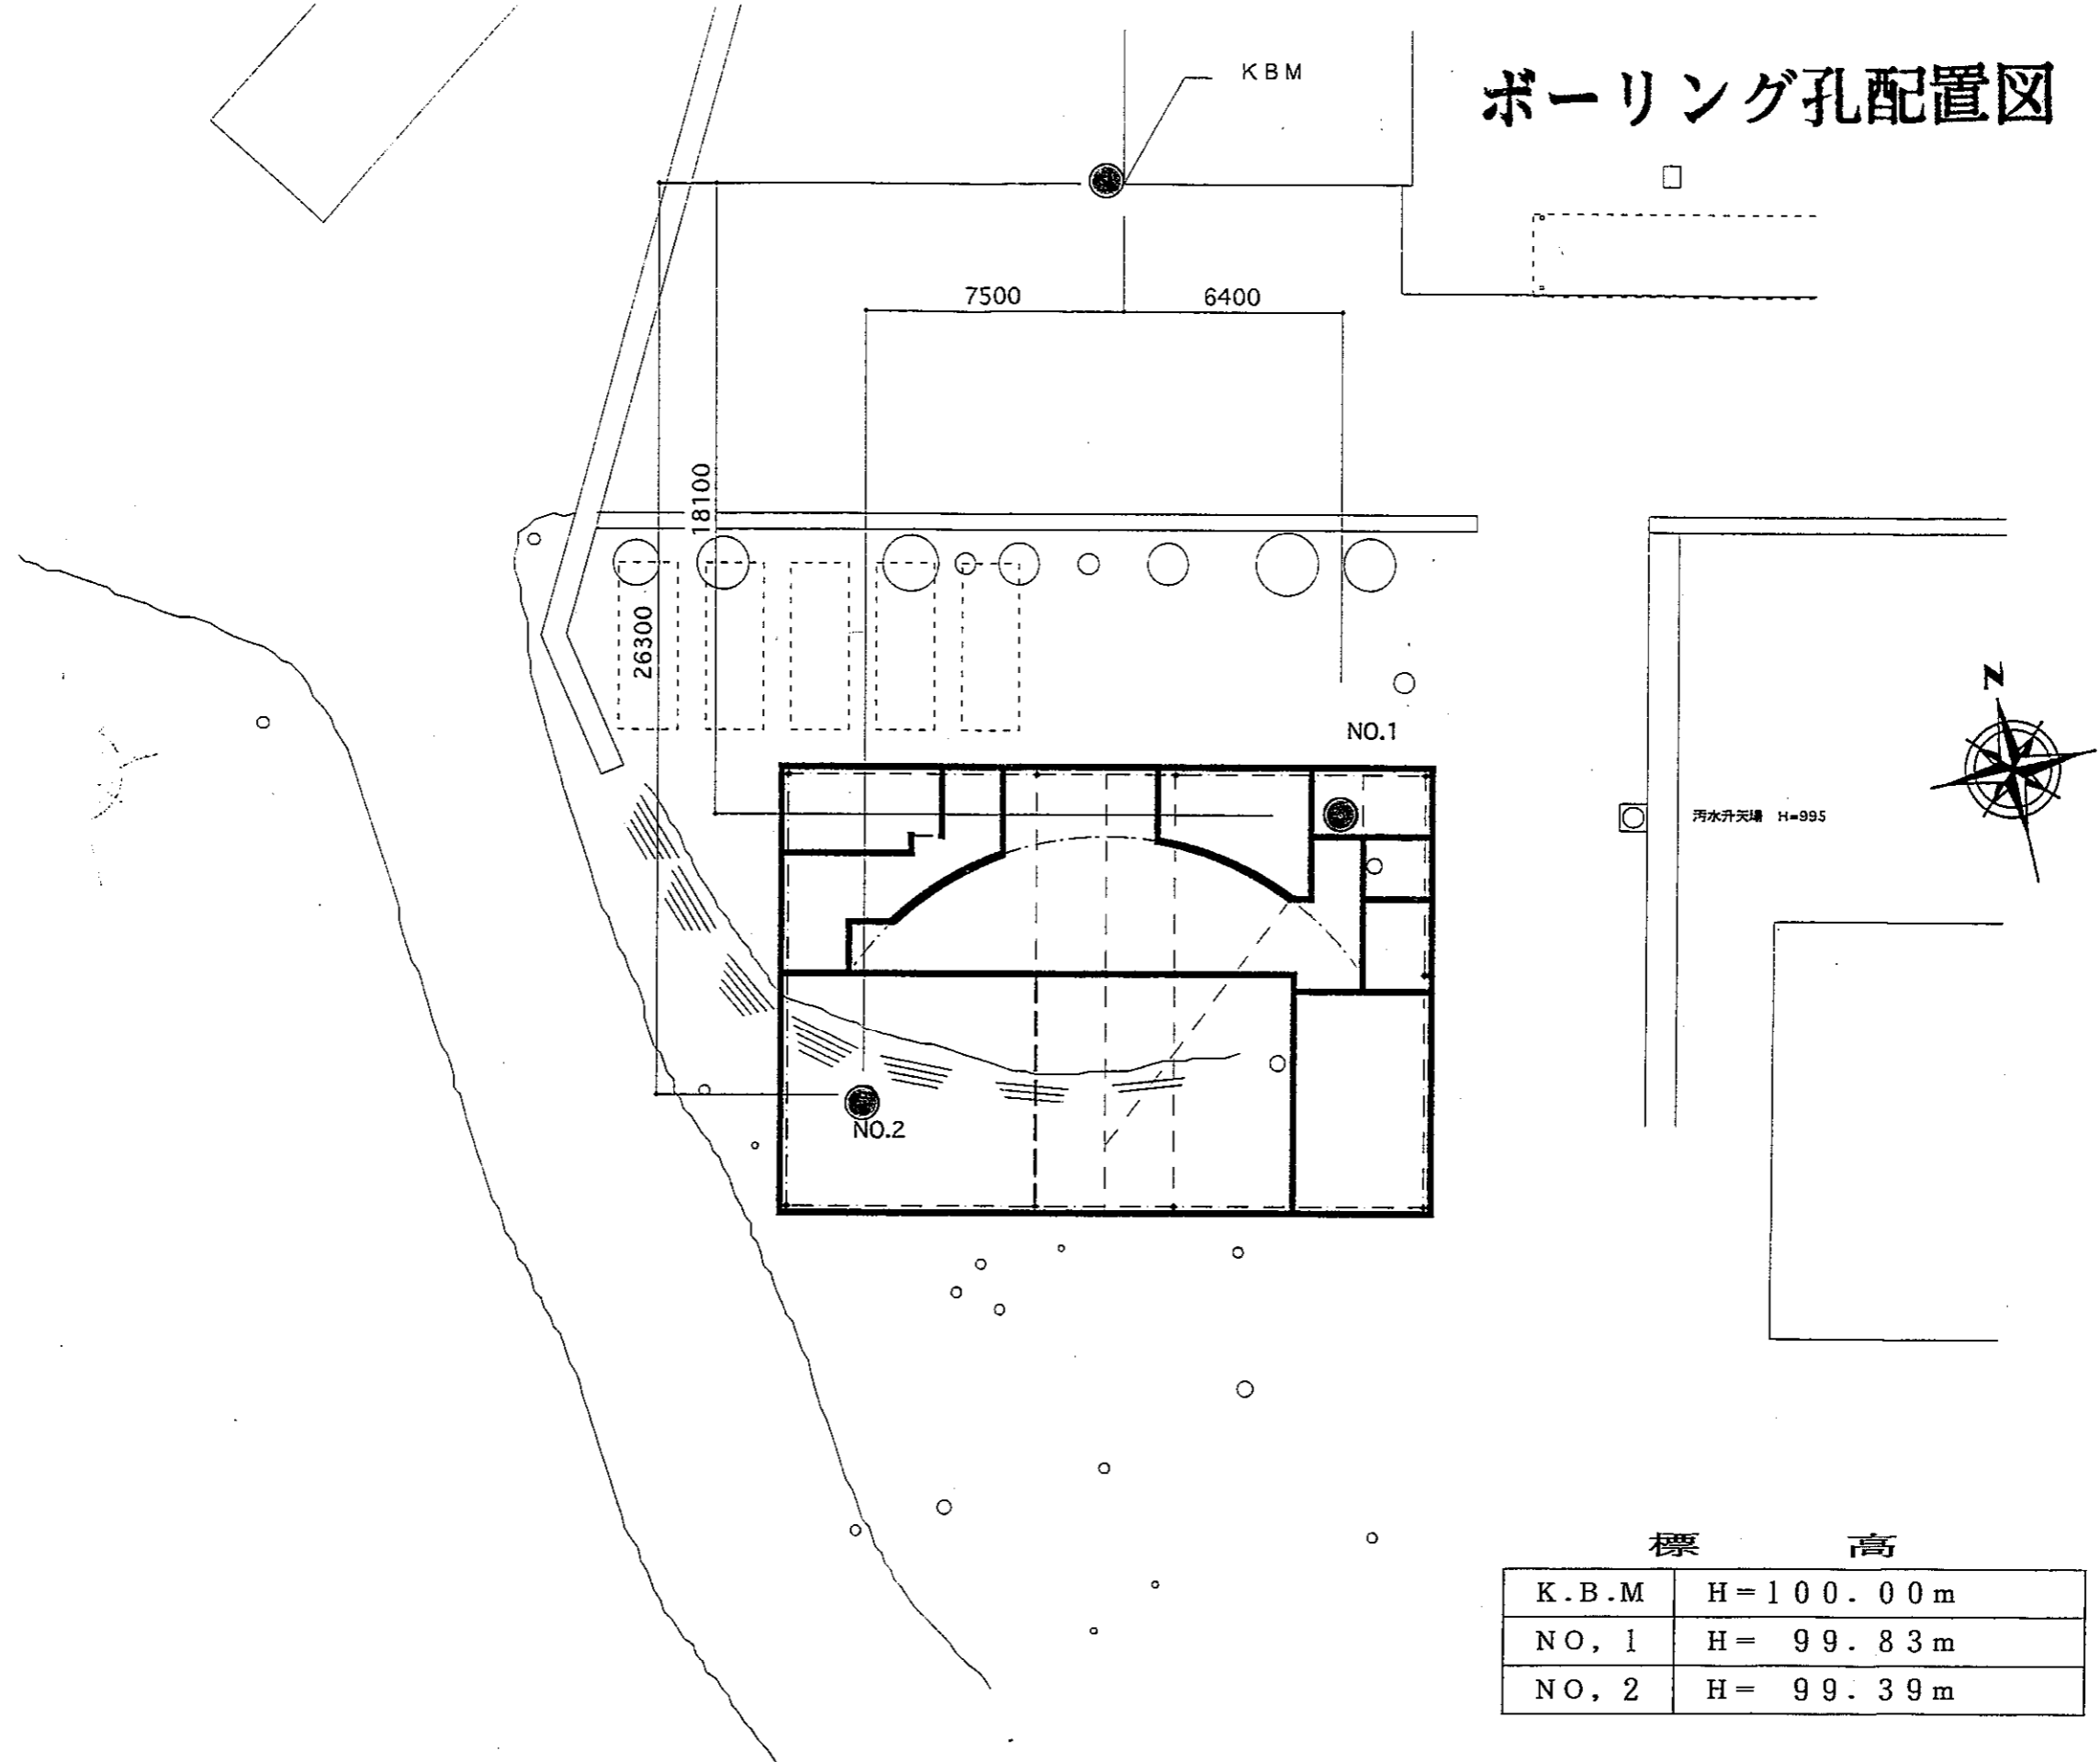 ボーリング孔配置図
KBM
7500
6400
18100
26300
N
NO.1
汚水升天場 H=995
NO.2
標高
K.B.M H=100.00m
NO, 1 H= 99.83m
NO, 2 H= 99.39m